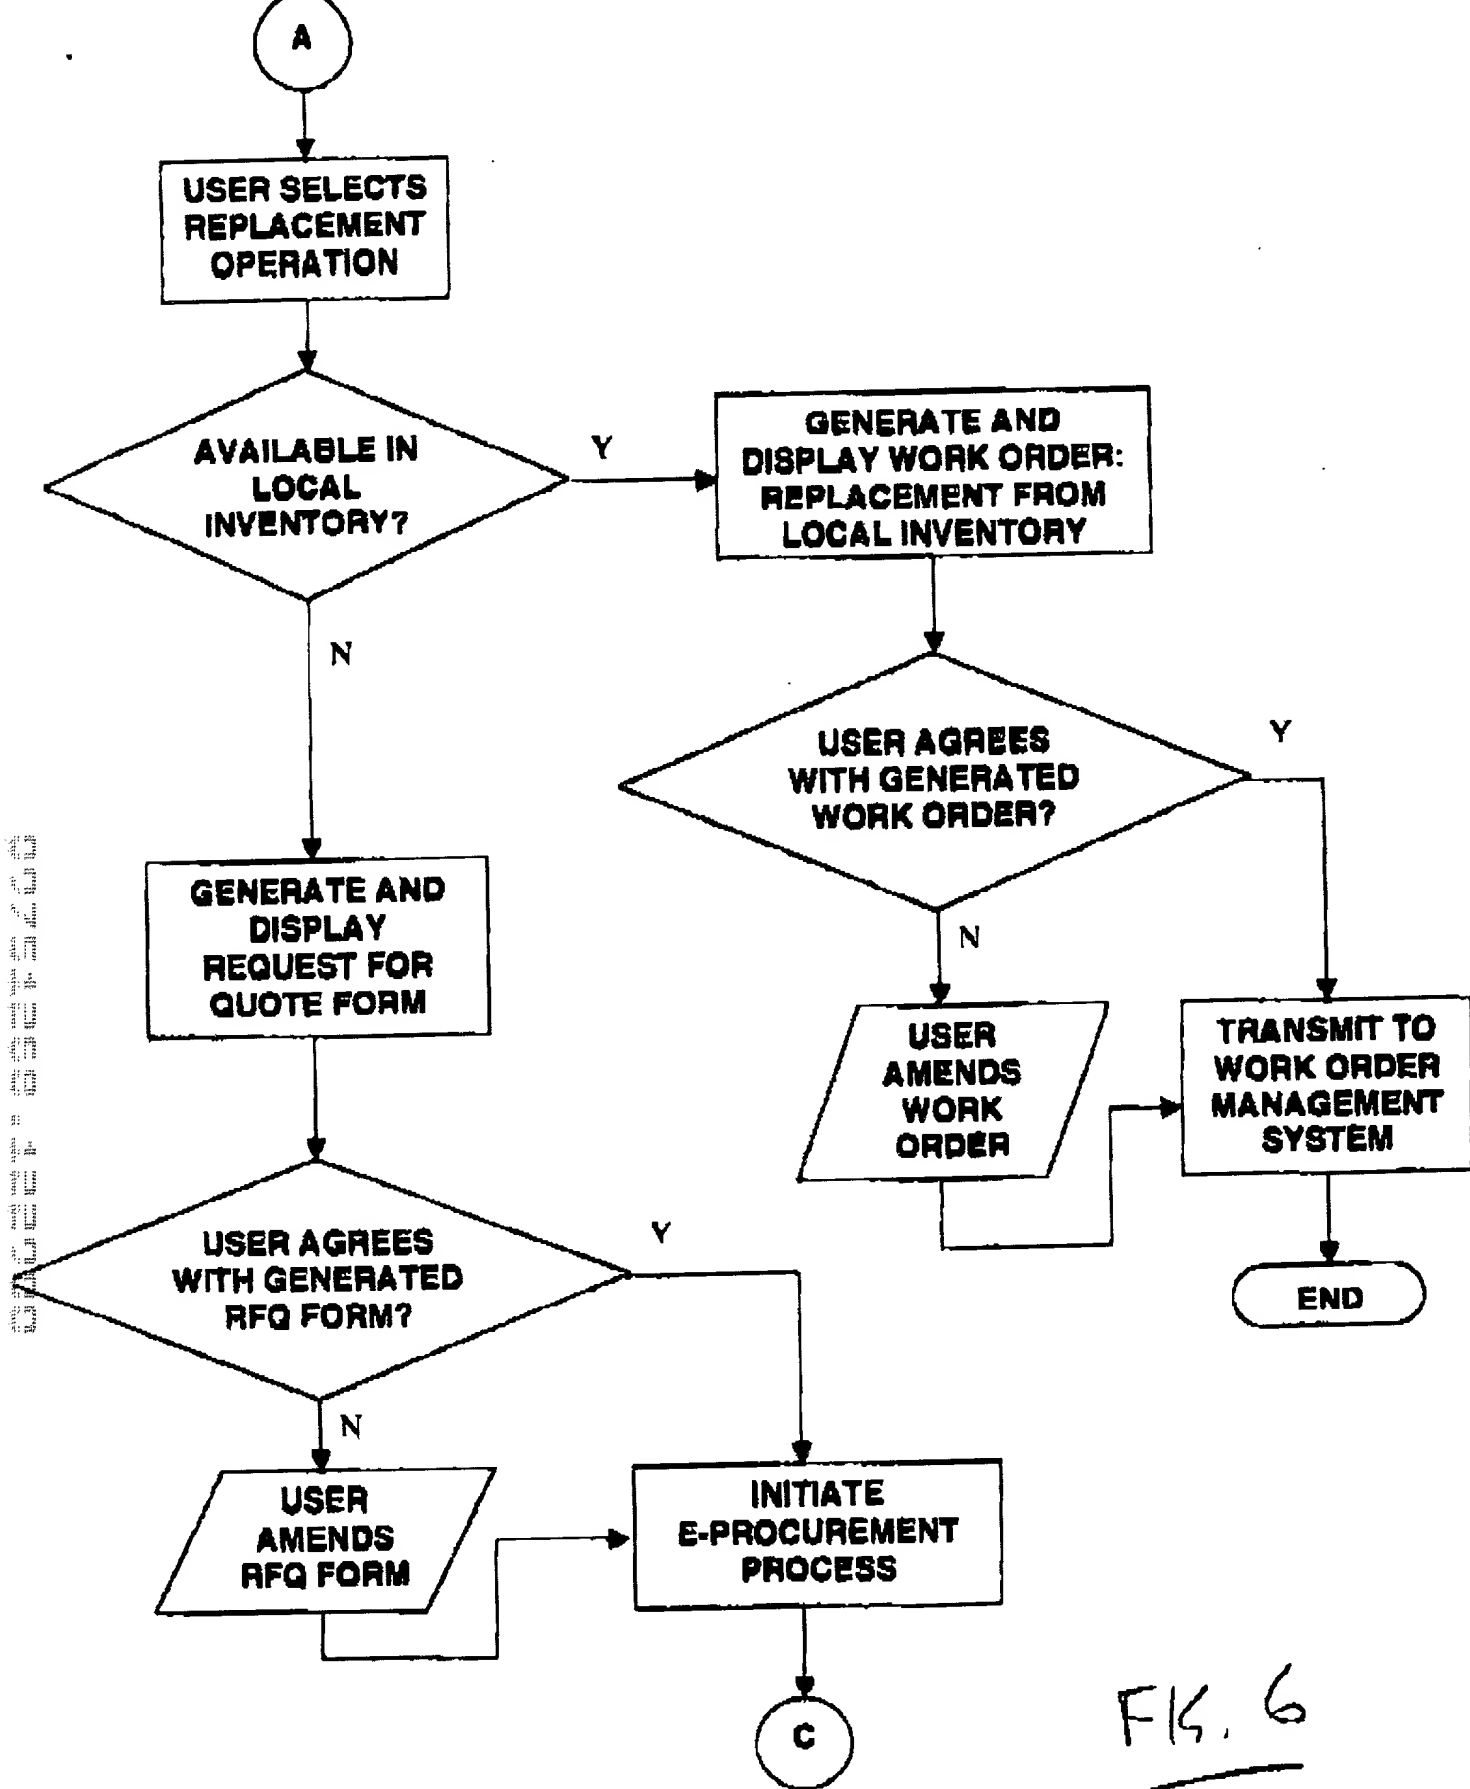 A
USER SELECTS
REPLACEMENT
OPERATION
AVAILABLE IN
LOCAL
INVENTORY?
Y
N
GENERATE AND
DISPLAY WORK ORDER:
REPLACEMENT FROM
LOCAL INVENTORY
USER AGREES
WITH GENERATED
WORK ORDER?
Y
N
USER
AMENDS
WORK
ORDER
TRANSMIT TO
WORK ORDER
MANAGEMENT
SYSTEM
END
GENERATE AND
DISPLAY
REQUEST FOR
QUOTE FORM
USER AGREES
WITH GENERATED
RFQ FORM?
Y
N
USER
AMENDS
RFQ FORM
INITIATE
E-PROCUREMENT
PROCESS
C
FIG. 6